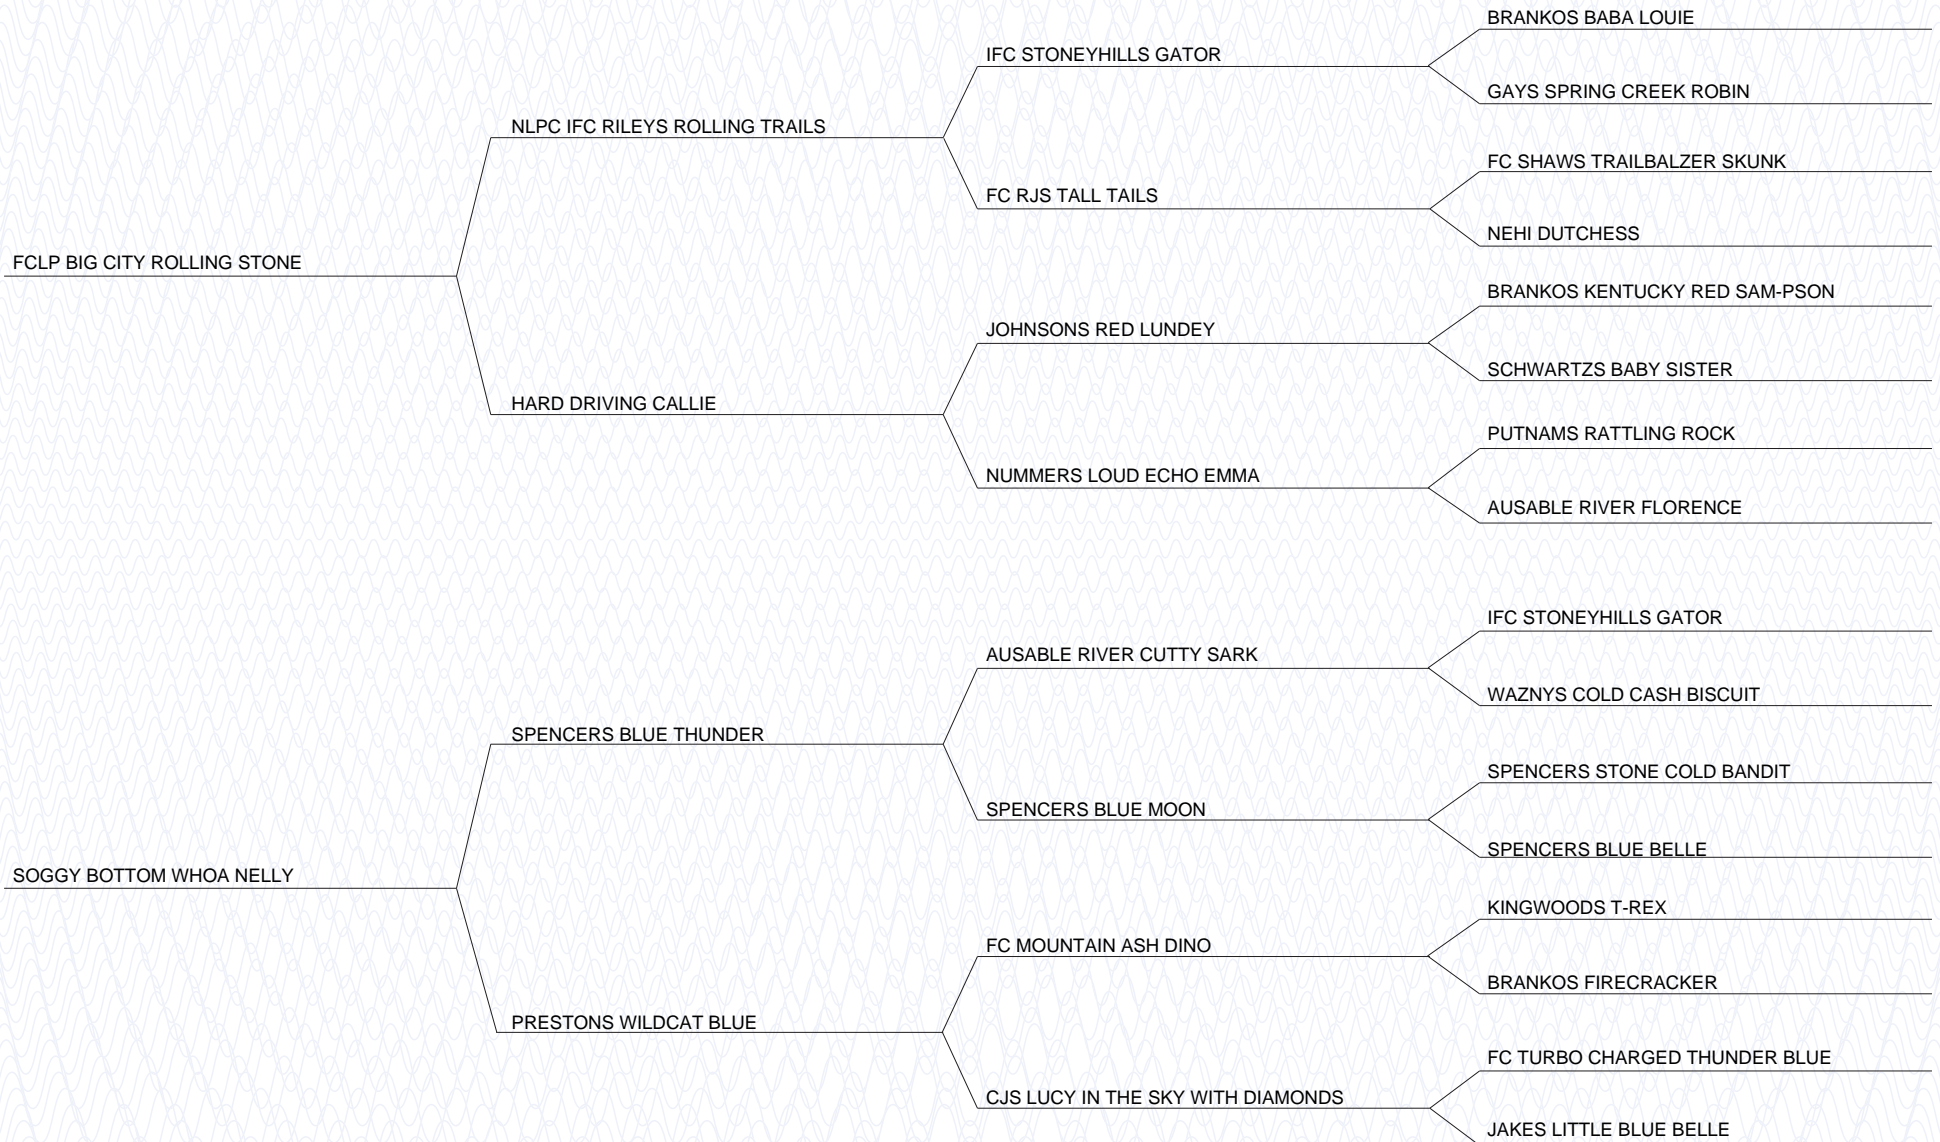 BRANKOS BABA LOUIE
IFC STONEYHILLS GATOR
GAYS SPRING CREEK ROBIN
NLPC IFC RILEYS ROLLING TRAILS
FC SHAWS TRAILBALZER SKUNK
FC RJS TALL TAILS
NEHI DUTCHESS
FCLP BIG CITY ROLLING STONE
BRANKOS KENTUCKY RED SAM-PSON
JOHNSONS RED LUNDEY
SCHWARTZS BABY SISTER
HARD DRIVING CALLIE
PUTNAMS RATTLING ROCK
NUMMERS LOUD ECHO EMMA
AUSABLE RIVER FLORENCE
IFC STONEYHILLS GATOR
AUSABLE RIVER CUTTY SARK
WAZNYS COLD CASH BISCUIT
SPENCERS BLUE THUNDER
SPENCERS STONE COLD BANDIT
SPENCERS BLUE MOON
SPENCERS BLUE BELLE
SOGGY BOTTOM WHOA NELLY
KINGWOODS T-REX
FC MOUNTAIN ASH DINO
BRANKOS FIRECRACKER
PRESTONS WILDCAT BLUE
FC TURBO CHARGED THUNDER BLUE
CJS LUCY IN THE SKY WITH DIAMONDS
JAKES LITTLE BLUE BELLE